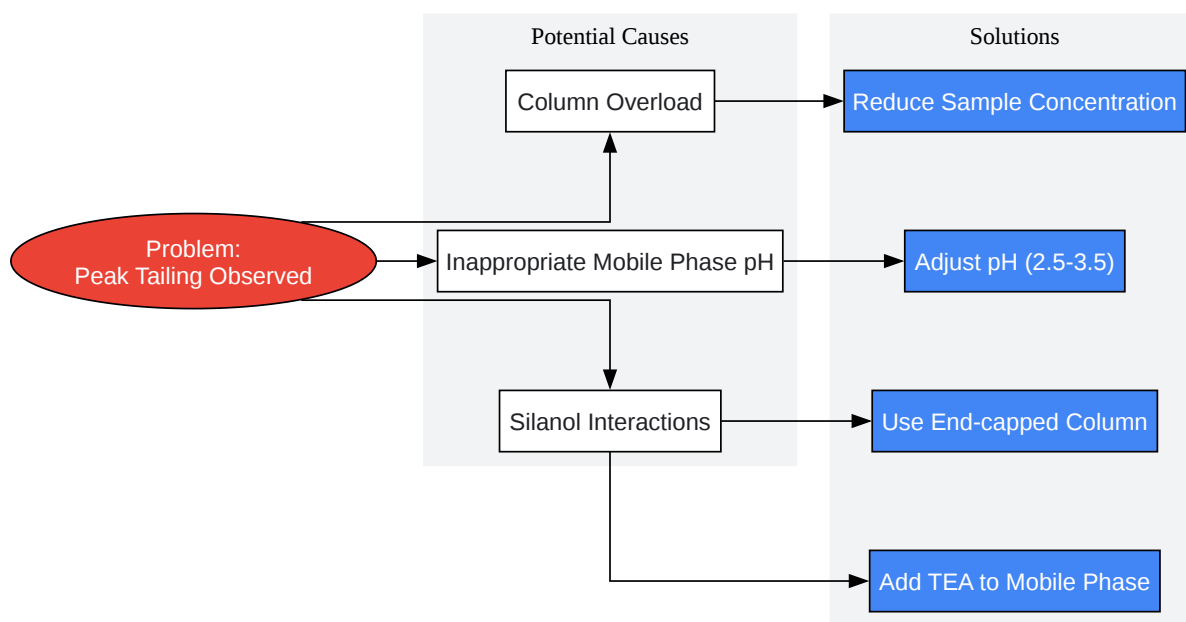 Potential Causes
Solutions
Column Overload
Reduce Sample Concentration
Problem:
Peak Tailing Observed
Inappropriate Mobile Phase pH
Adjust pH (2.5-3.5)
Silanol Interactions
Use End-capped Column
Add TEA to Mobile Phase